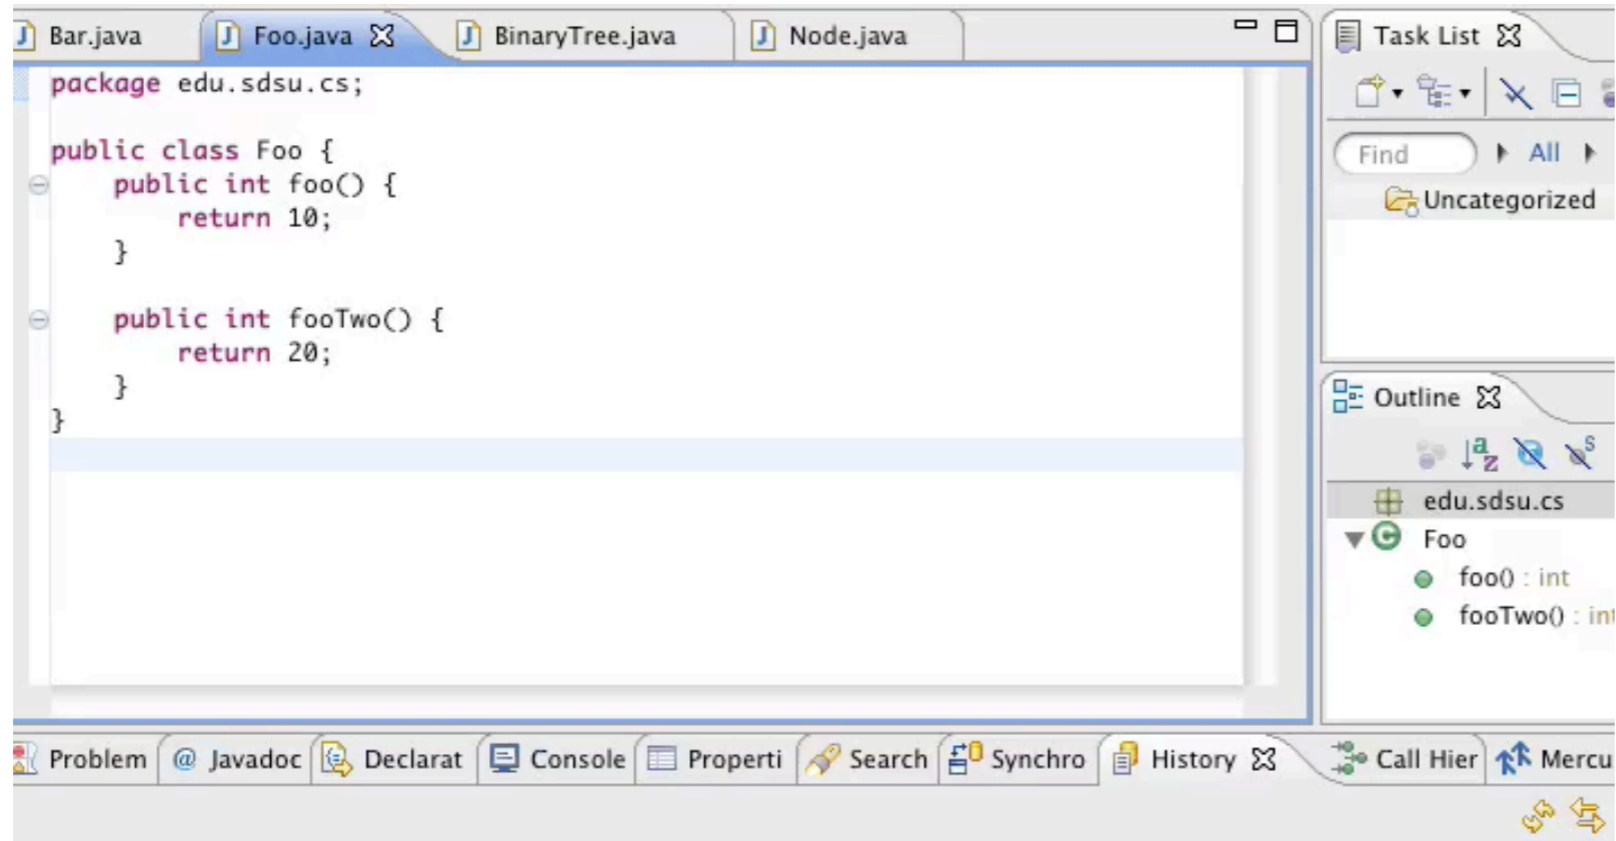 Bar.java
Foo.java
BinaryTree.java
Node.java
package edu.sdsu.cs;
public class Foo {
public int foo() {
return 10;
}
public int fooTwo() {
return 20;
}
}
Task List
Find
All
Uncategorized
Outline
edu.sdsu.cs
Foo
foo() : int
fooTwo() : int
Problem
@ Javadoc
Declarat
Console
Properti
Search
Synchro
History
Call Hier
Mercu